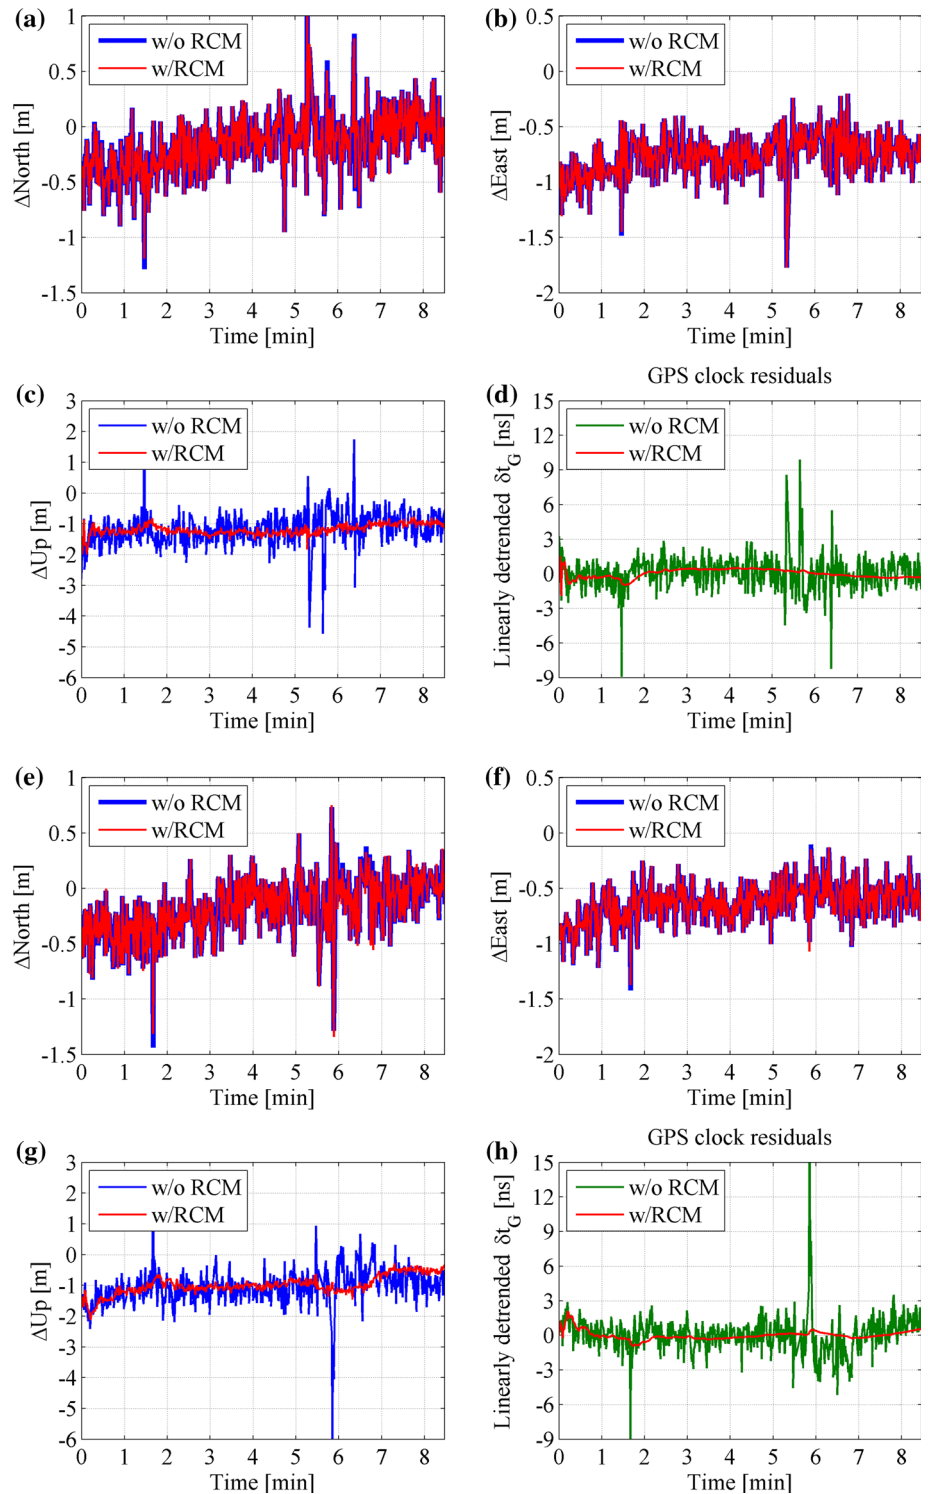 (a)
w/o RCM
w/RCM
1
0.5
0
-0.5
-1
-1.5
ΔNorth [m]
0 1 2 3 4 5 6 7 8
Time [min]
(b)
w/o RCM
w/RCM
0.5
0
-0.5
-1
-1.5
-2
ΔEast [m]
0 1 2 3 4 5 6 7 8
Time [min]
(c)
w/o RCM
w/RCM
3
2
1
0
-1
-2
-3
-4
-5
-6
ΔUp [m]
0 1 2 3 4 5 6 7 8
Time [min]
GPS clock residuals
(d)
w/o RCM
w/RCM
15
12
9
6
3
0
-3
-6
-9
Linearly detrended δt_G [ns]
0 1 2 3 4 5 6 7 8
Time [min]
(e)
w/o RCM
w/RCM
1
0.5
0
-0.5
-1
-1.5
ΔNorth [m]
0 1 2 3 4 5 6 7 8
Time [min]
(f)
w/o RCM
w/RCM
0.5
0
-0.5
-1
-1.5
-2
ΔEast [m]
0 1 2 3 4 5 6 7 8
Time [min]
(g)
w/o RCM
w/RCM
3
2
1
0
-1
-2
-3
-4
-5
-6
ΔUp [m]
0 1 2 3 4 5 6 7 8
Time [min]
GPS clock residuals
(h)
w/o RCM
w/RCM
15
12
9
6
3
0
-3
-6
-9
Linearly detrended δt_G [ns]
0 1 2 3 4 5 6 7 8
Time [min]